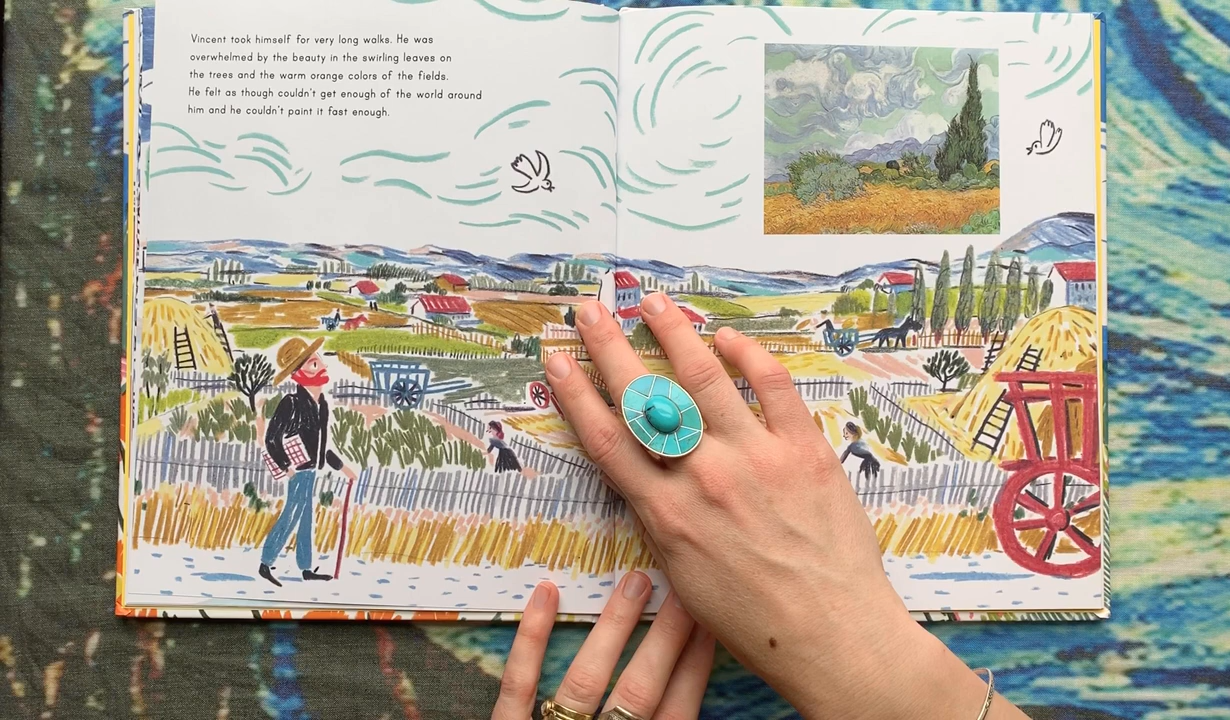 Vincent took himself for very long walks. He was
overwhelmed by the beauty in the swirling leaves on
the trees and the warm orange colors of the fields.
He felt as though couldn't get enough of the world around
him and he couldn't paint it fast enough.